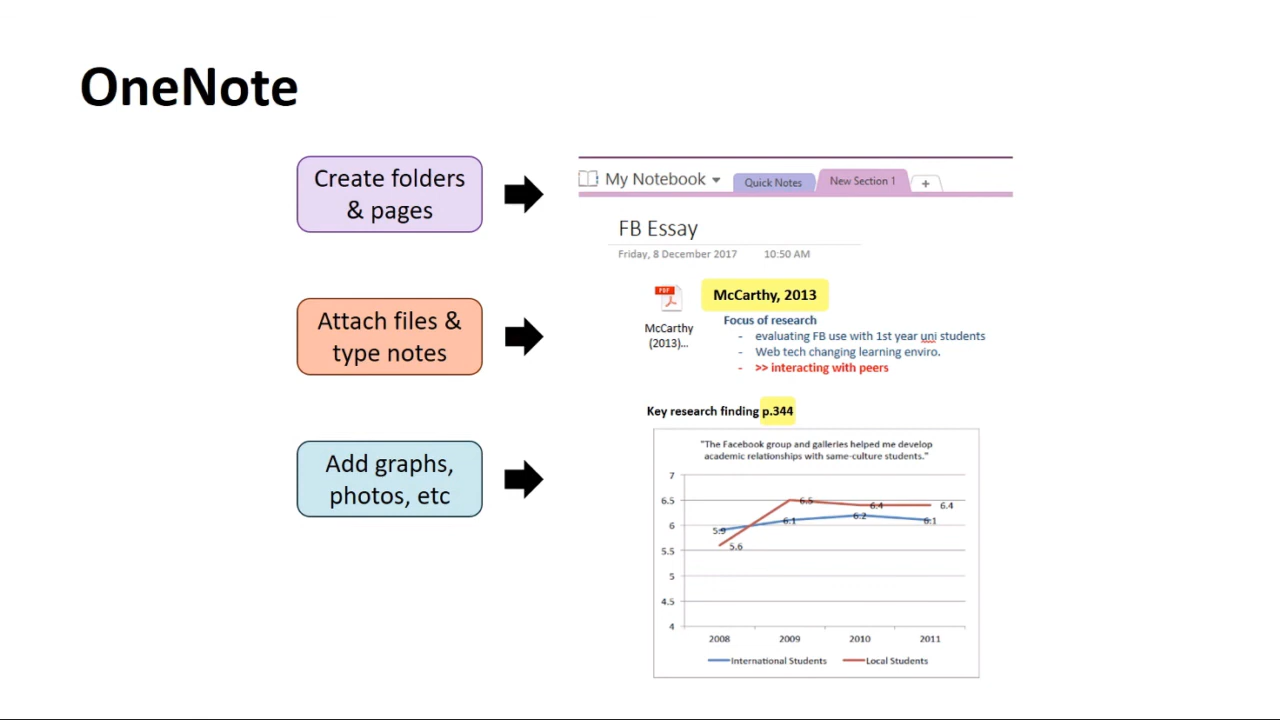 OneNote
Create folders
& pages
My Notebook
Quick Notes
New Section 1
+
FB Essay
Friday, 8 December 2017 10:50 AM
Attach files &
type notes
PDF
McCarthy
(2013)...
McCarthy, 2013
Focus of research
- evaluating FB use with 1st year uni students
- Web tech changing learning enviro.
- >> interacting with peers
Add graphs,
photos, etc
Key research finding p.344
"The Facebook group and galleries helped me develop
academic relationships with same-culture students."
7
6.5
6
5.5
5
4.5
4
5.9
6.1
6.2
6.1
5.6
6.5
6.4
6.4
2008 2009 2010 2011
International Students Local Students